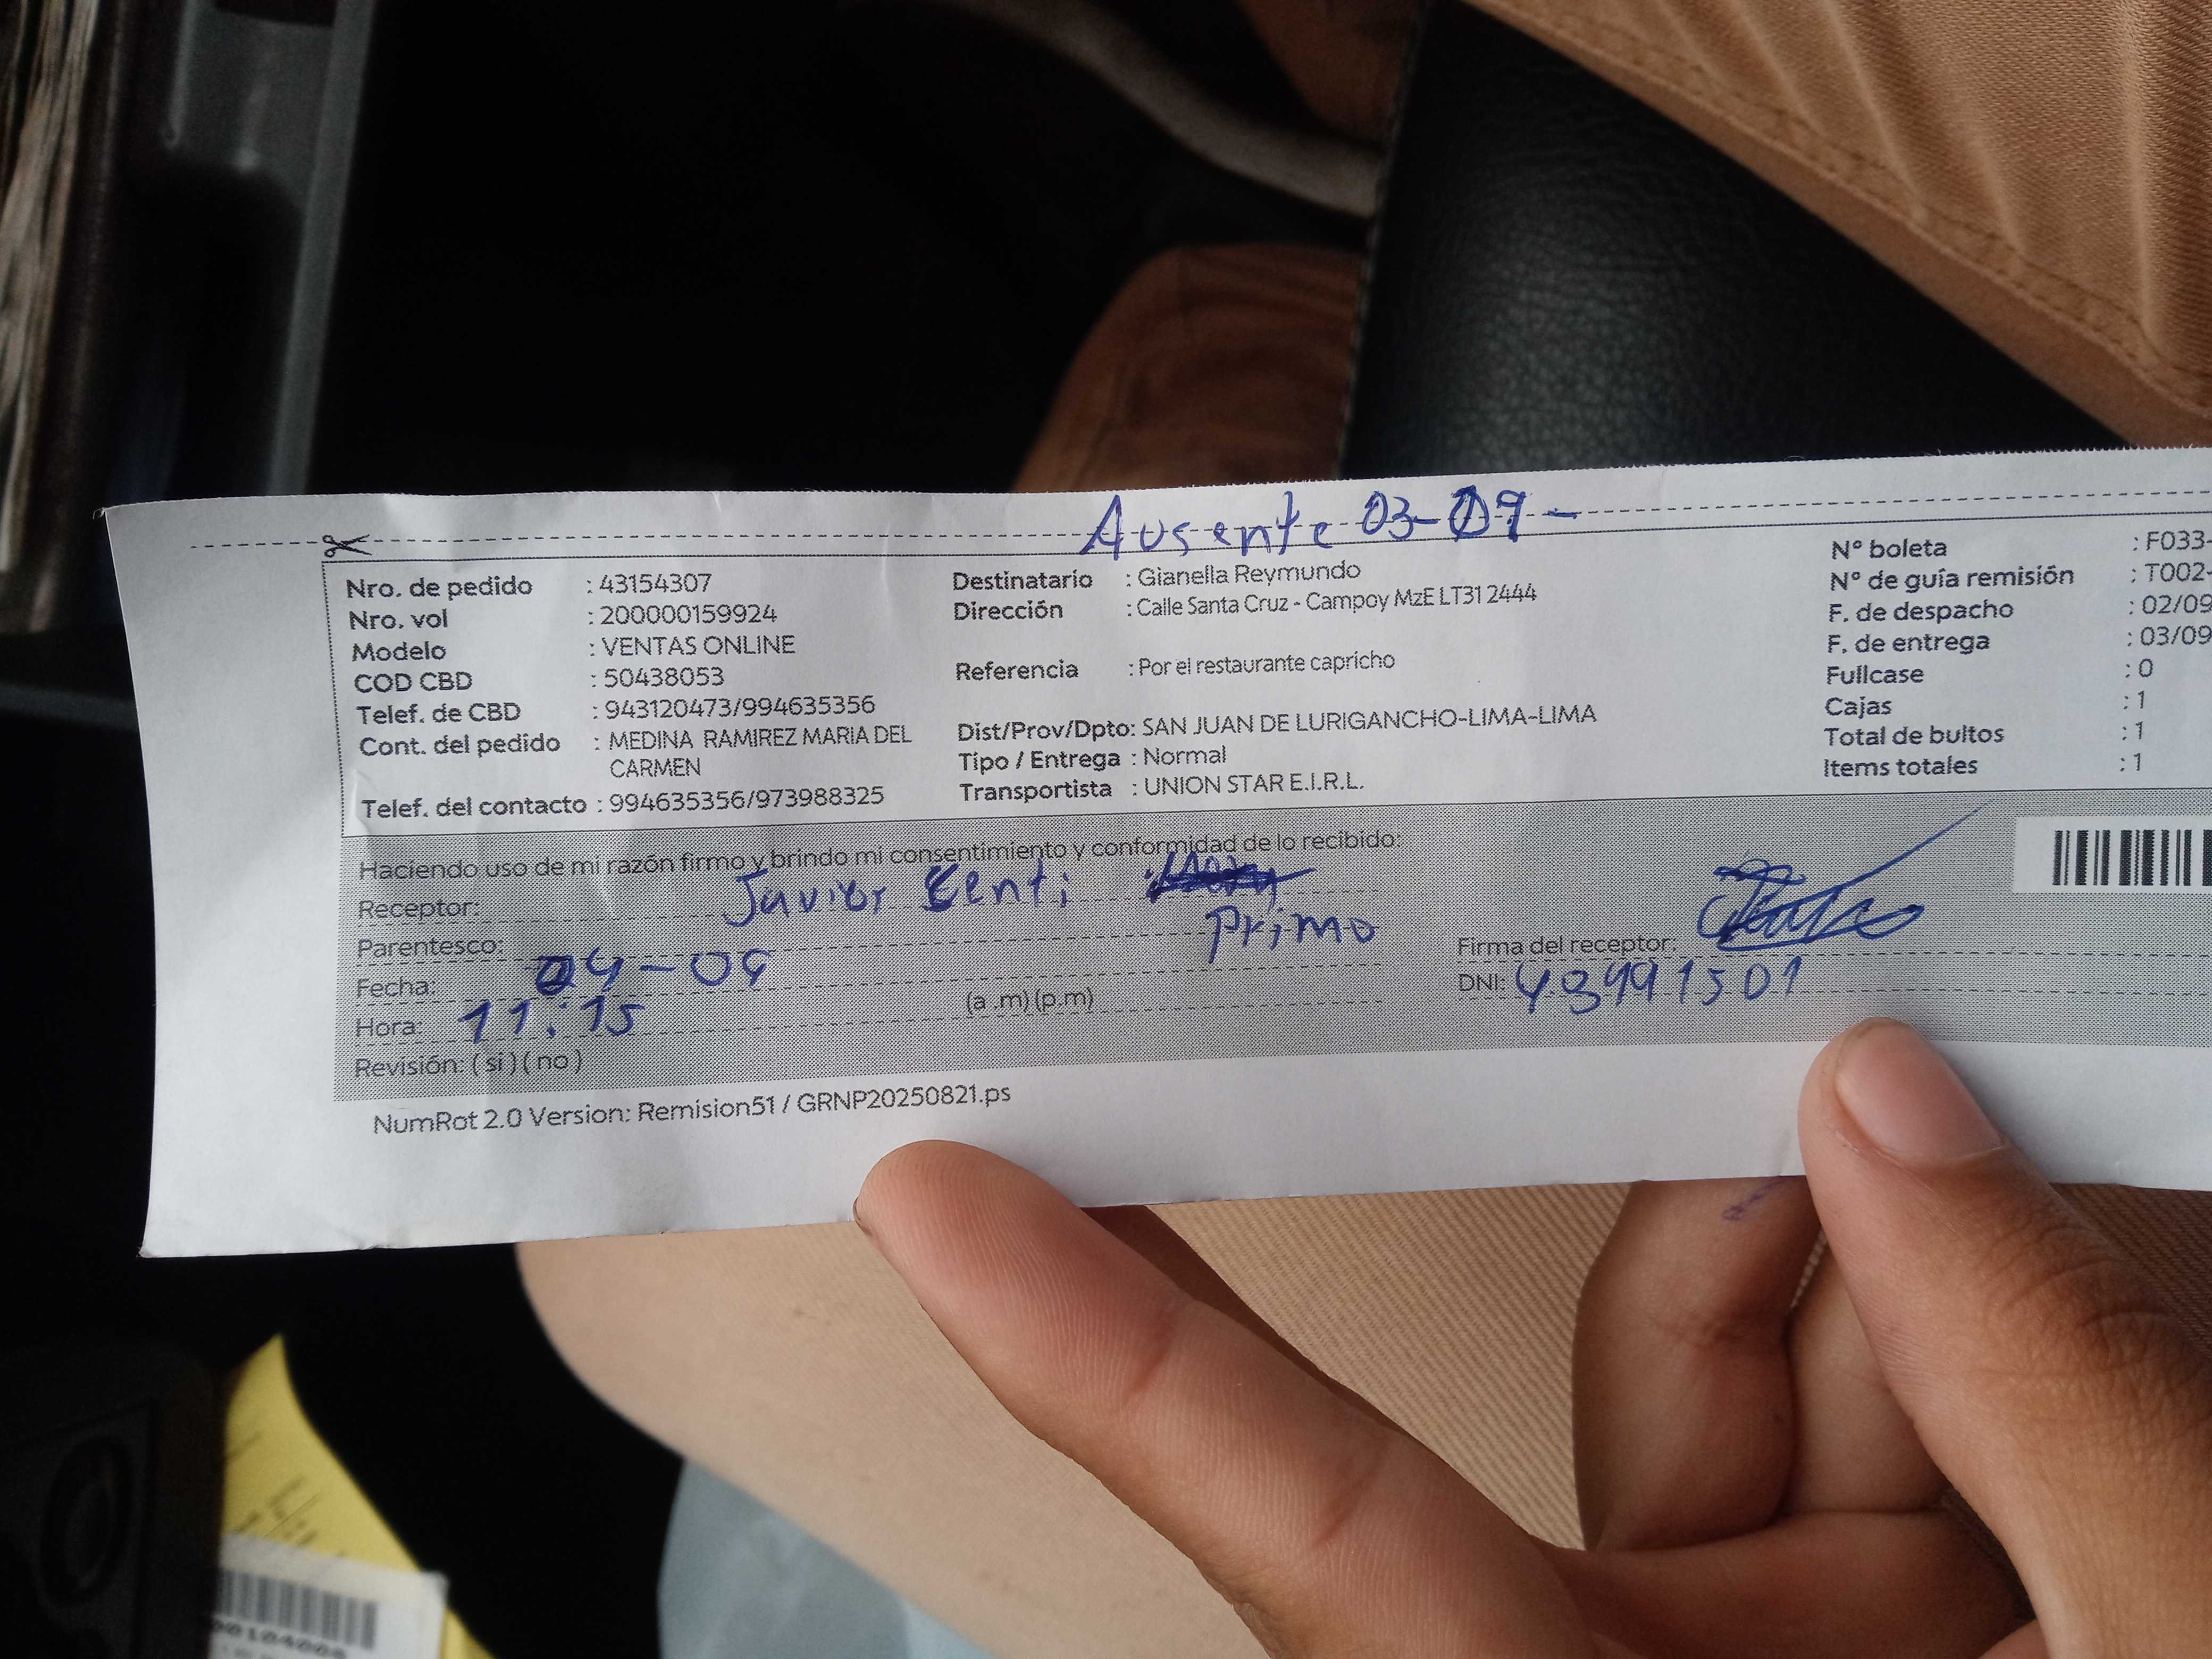 Ausente 03-09-
Nro. de pedido : 43154307
Nro. vol : 200000159924
Modelo : VENTAS ONLINE
COD CBD : 50438053
Telef. de CBD : 943120473/994635356
Cont. del pedido : MEDINA RAMIREZ MARIA DEL
CARMEN
Telef. del contacto : 994635356/973988325
Destinatario : Gianella Reymundo
Dirección : Calle Santa Cruz - Campoy MzE LT31 2444
Referencia : Por el restaurante capricho
Dist/Prov/Dpto: SAN JUAN DE LURIGANCHO-LIMA-LIMA
Tipo / Entrega : Normal
Transportista : UNION STAR E.I.R.L.
N° boleta : F033-
N° de guía remisión : T002-
F. de despacho : 02/09
F. de entrega : 03/09
Fullcase : 0
Cajas : 1
Total de bultos : 1
Items totales : 1
Haciendo uso de mi razón firmo y brindo mi consentimiento y conformidad de lo recibido:
Receptor: Javier Centi
Parentesco: Primo
Fecha: 04-09
Hora: 11:15 (a .m) (p.m)
Revisión: ( si ) ( no )
Firma del receptor:
DNI:
NumRot 2.0 Version: Remision51 / GRNP20250821.ps